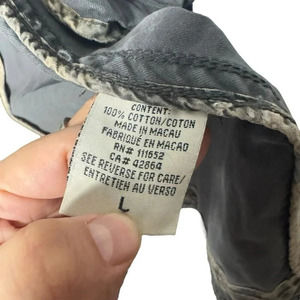 CONTENT:
100% COTTON/COTON
MADE IN MACAU
FABRIQUÉ EN MACAO
RN# 111652
CA# 42864
SEE REVERSE FOR CARE/
ENTRETIEN AU VERSO
L